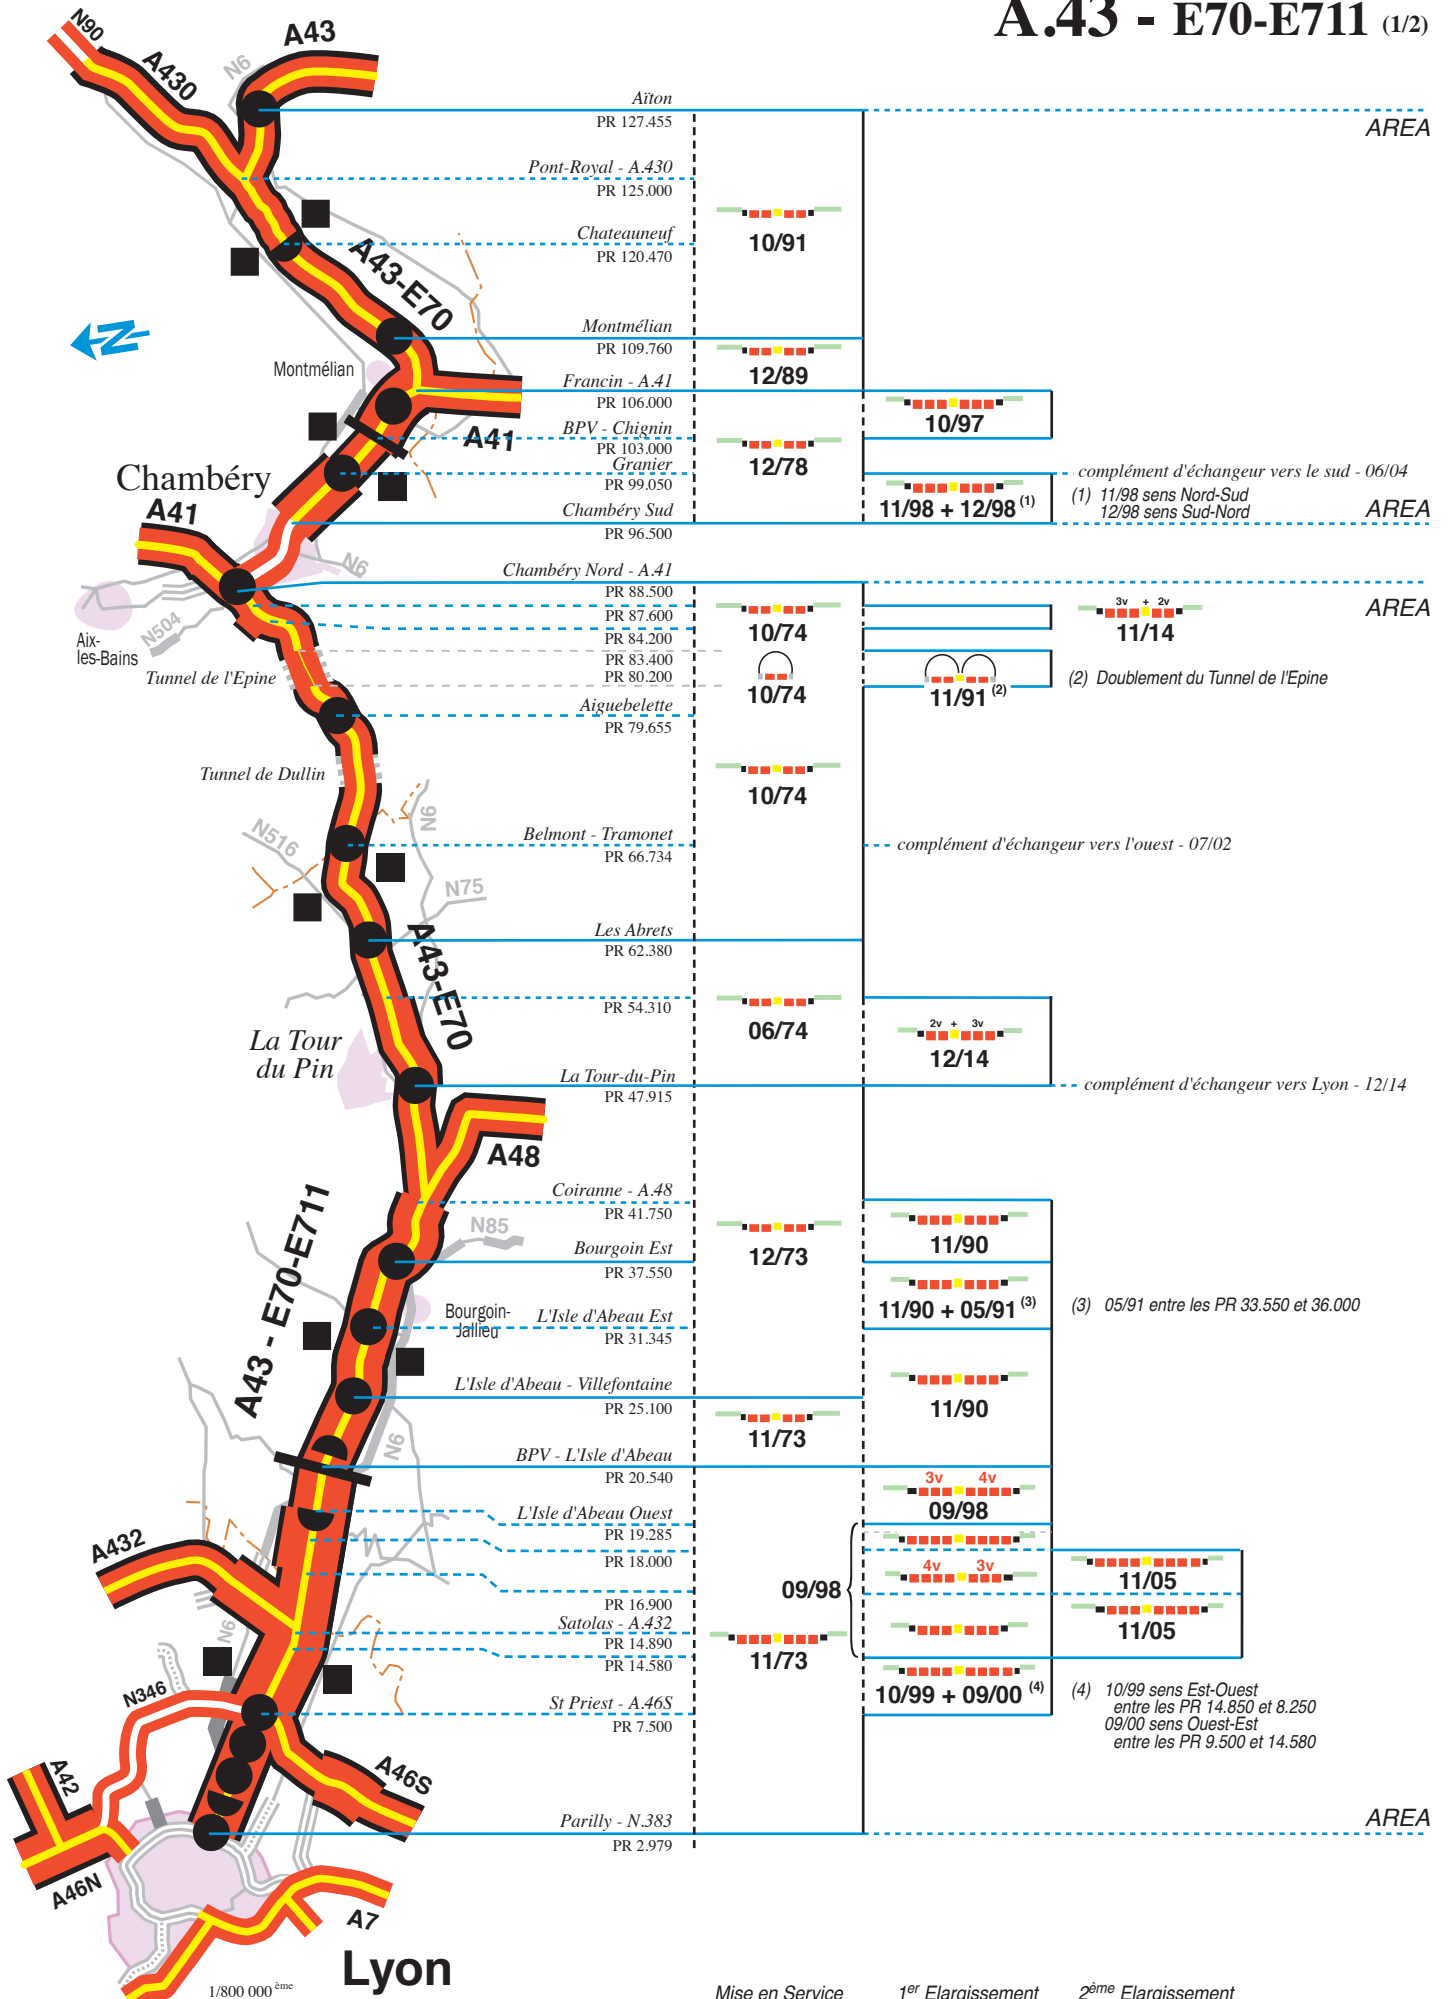 A.43 - E70-E711 (1/2)
N90
A430
N6
A43
Aïton
PR 127.455
AREA
Pont-Royal - A.430
PR 125.000
Chateauneuf
PR 120.470
10/91
A43-E70
N
Montmélian
PR 109.760
Montmélian
12/89
Francin - A.41
PR 106.000
10/97
A41
BPV - Chignin
PR 103.000
12/78
Granier
PR 99.050
complément d'échangeur vers le sud - 06/04
Chambéry
11/98 + 12/98 (1)
(1) 11/98 sens Nord-Sud
12/98 sens Sud-Nord
AREA
Chambéry Sud
PR 96.500
A41
N6
Chambéry Nord - A.41
PR 88.500
AREA
PR 87.600
3v + 2v
11/14
10/74
PR 84.200
N504
Aix-
les-Bains
PR 83.400
Tunnel de l'Epine
PR 80.200
10/74
11/91 (2)
(2) Doublement du Tunnel de l'Epine
Aiguebelette
PR 79.655
Tunnel de Dullin
10/74
N6
N516
Belmont - Tramonet
PR 66.734
complément d'échangeur vers l'ouest - 07/02
N75
Les Abrets
PR 62.380
A43-E70
PR 54.310
06/74
2v + 3v
12/14
La Tour
du Pin
La Tour-du-Pin
PR 47.915
complément d'échangeur vers Lyon - 12/14
A48
Coiranne - A.48
PR 41.750
N85
12/73
11/90
Bourgoin Est
PR 37.550
A43 - E70-E711
11/90 + 05/91 (3)
(3) 05/91 entre les PR 33.550 et 36.000
Bourgoin-
Jallieu
L'Isle d'Abeau Est
PR 31.345
L'Isle d'Abeau - Villefontaine
PR 25.100
11/90
11/73
N6
BPV - L'Isle d'Abeau
PR 20.540
3v 4v
09/98
L'Isle d'Abeau Ouest
PR 19.285
PR 18.000
A432
4v 3v
11/05
09/98
PR 16.900
11/05
N6
Satolas - A.432
PR 14.890
PR 14.580
11/73
10/99 + 09/00 (4)
(4) 10/99 sens Est-Ouest
entre les PR 14.850 et 8.250
09/00 sens Ouest-Est
entre les PR 9.500 et 14.580
N346
St Priest - A.46S
PR 7.500
A42
A46S
Parilly - N.383
PR 2.979
AREA
A46N
A7
Lyon
1/800 000 ème
Mise en Service
1er Elargissement
2ème Elargissement